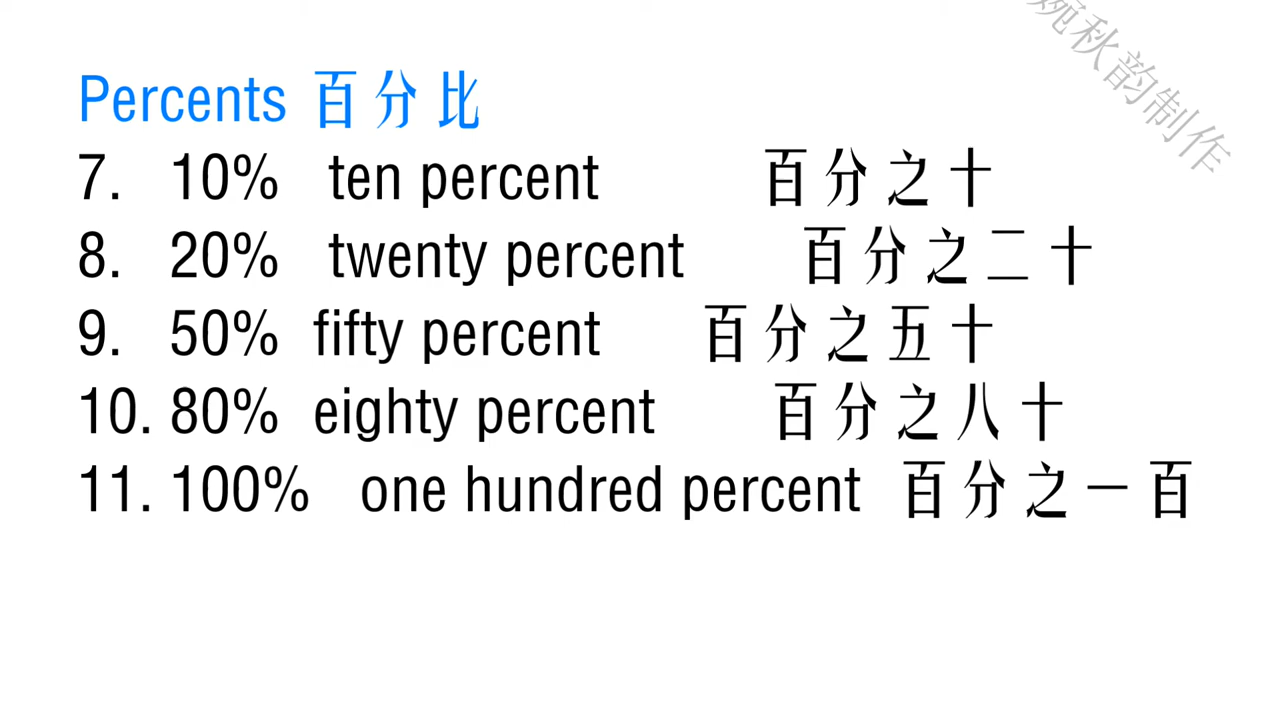 Percents 百分比
7. 10% ten percent 百分之十
8. 20% twenty percent 百分之二十
9. 50% fifty percent 百分之五十
10. 80% eighty percent 百分之八十
11. 100% one hundred percent 百分之一百
婉秋韵制作